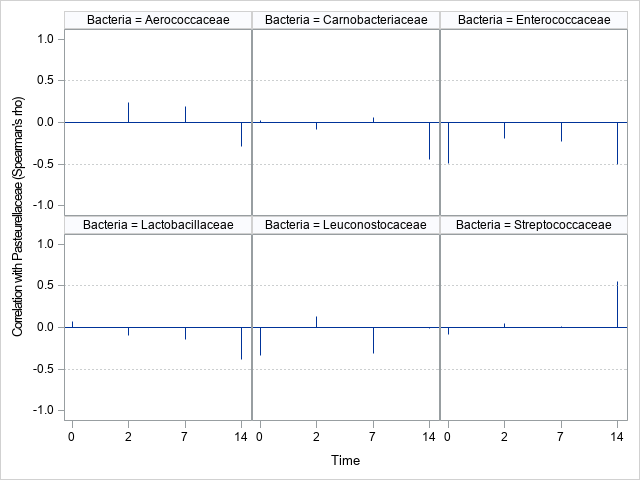 Bacteria = Aerococcaceae Bacteria = Carnobacteriaceae Bacteria = Enterococcaceae
1.0
0.5
0.0
-0.5
-1.0
Correlation with Pasteurellaceae (Spearman's rho)
Bacteria = Lactobacillaceae Bacteria = Leuconostocaceae Bacteria = Streptococcaceae
1.0
0.5
0.0
-0.5
-1.0
0 2 7 14 0 2 7 14 0 2 7 14
Time